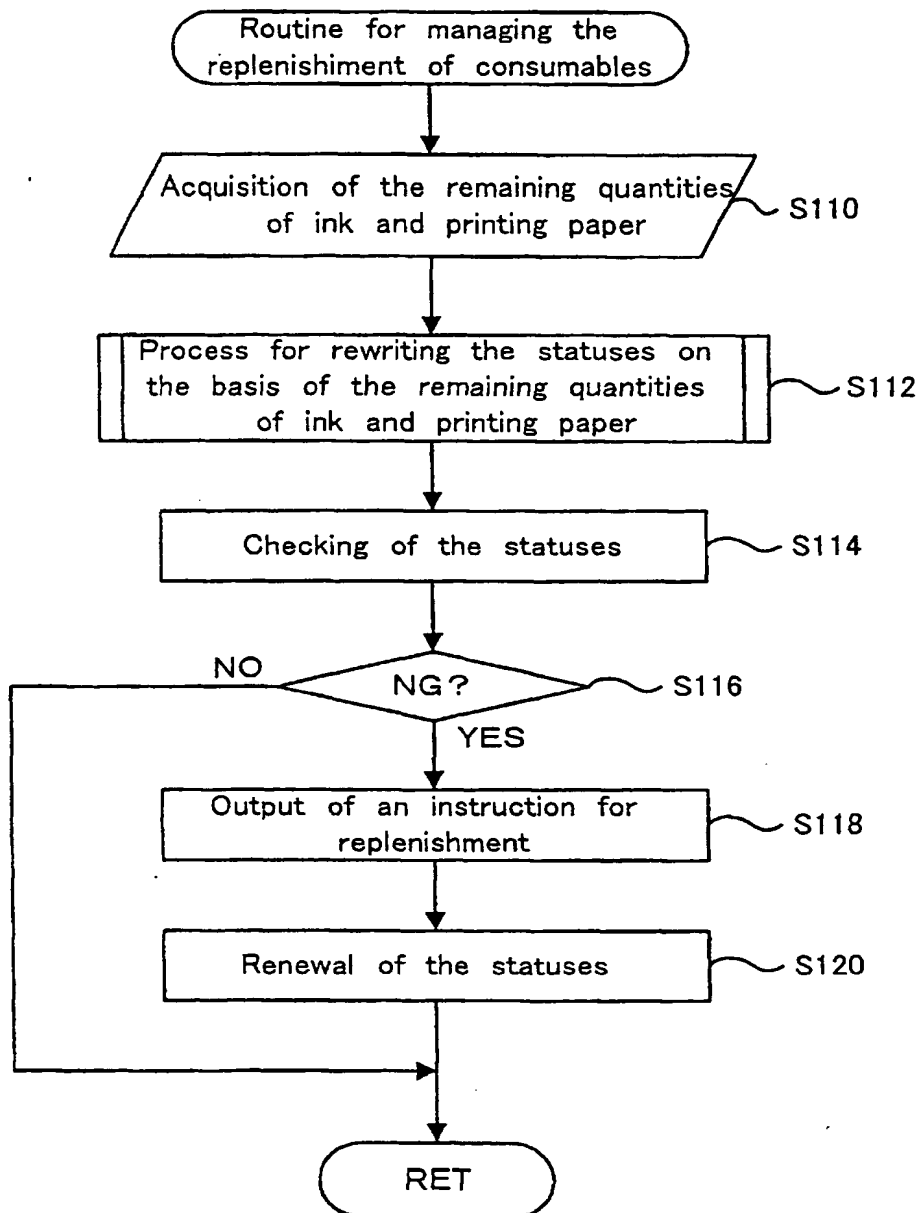 Routine for managing the
replenishiment of consumables
Acquisition of the remaining quantities
of ink and printing paper
S110
Process for rewriting the statuses on
the basis of the remaining quantities
of ink and printing paper
S112
Checking of the statuses
S114
NO
NG?
S116
YES
Output of an instruction for
replenishment
S118
Renewal of the statuses
S120
RET